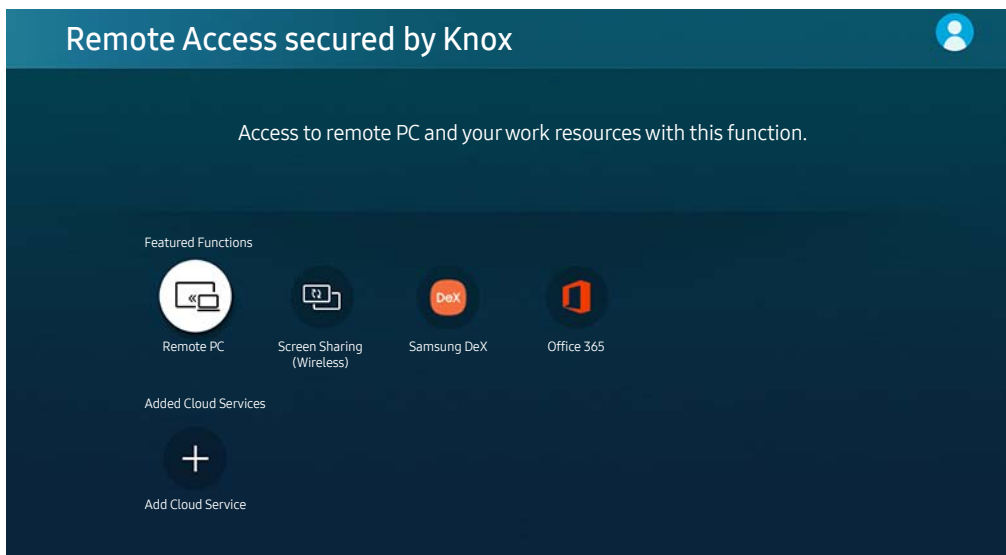 Remote Access secured by Knox
Access to remote PC and your work resources with this function.
Featured Functions
DeX
Remote PC
Screen Sharing
(Wireless)
Samsung DeX
Office 365
Added Cloud Services
Add Cloud Service